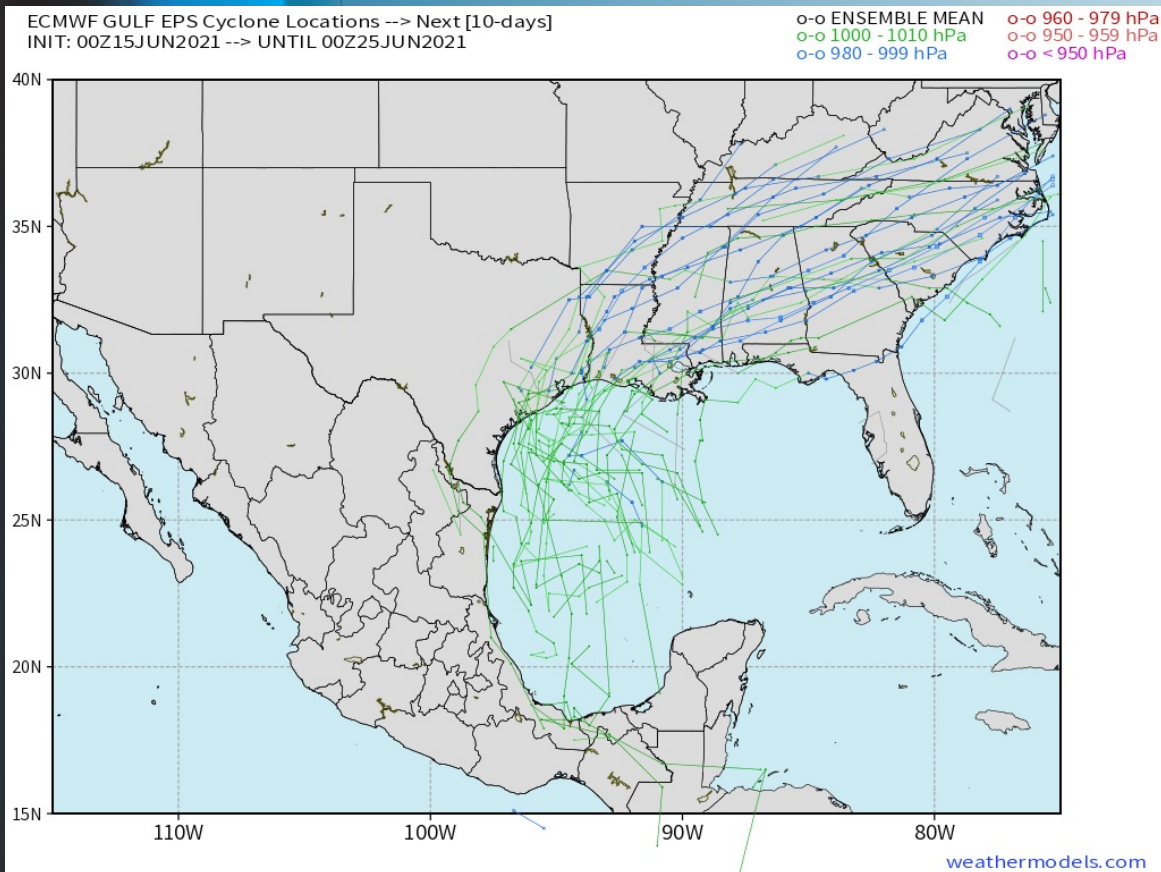 ECMWF GULF EPS Cyclone Locations --> Next [10-days]
INIT: 00Z15JUN2021 --> UNTIL 00Z25JUN2021
o-o ENSEMBLE MEAN
o-o 1000 - 1010 hPa
o-o 980 - 999 hPa
o-o 960 - 979 hPa
o-o 950 - 959 hPa
o-o < 950 hPa
40N
35N
30N
25N
20N
15N
110W 100W 90W 80W
weathermodels.com